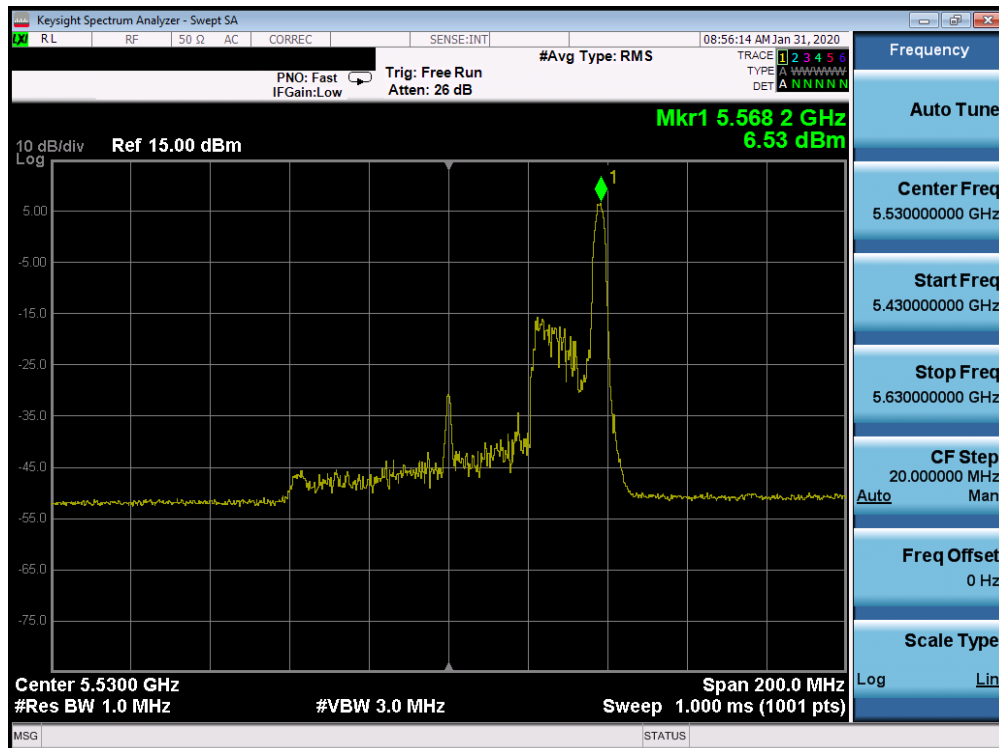 Keysight Spectrum Analyzer - Swept SA
LXI RL RF 50 Ω AC CORREC SENSE:INT 08:56:14 AM Jan 31, 2020
Frequency
#Avg Type: RMS
TRACE 1 2 3 4 5 6
PNO: Fast Trig: Free Run
TYPE A WWWWW
IFGain:Low Atten: 26 dB
DET A N N N N N
Auto Tune
Mkr1 5.568 2 GHz
6.53 dBm
10 dB/div Ref 15.00 dBm
Log
1
5.00
-5.00
-15.0
-25.0
-35.0
-45.0
-55.0
-65.0
-75.0
Center Freq
5.530000000 GHz
Start Freq
5.430000000 GHz
Stop Freq
5.630000000 GHz
CF Step
20.000000 MHz
Auto Man
Freq Offset
0 Hz
Scale Type
Log Lin
Center 5.5300 GHz Span 200.0 MHz
#Res BW 1.0 MHz #VBW 3.0 MHz Sweep 1.000 ms (1001 pts)
MSG STATUS